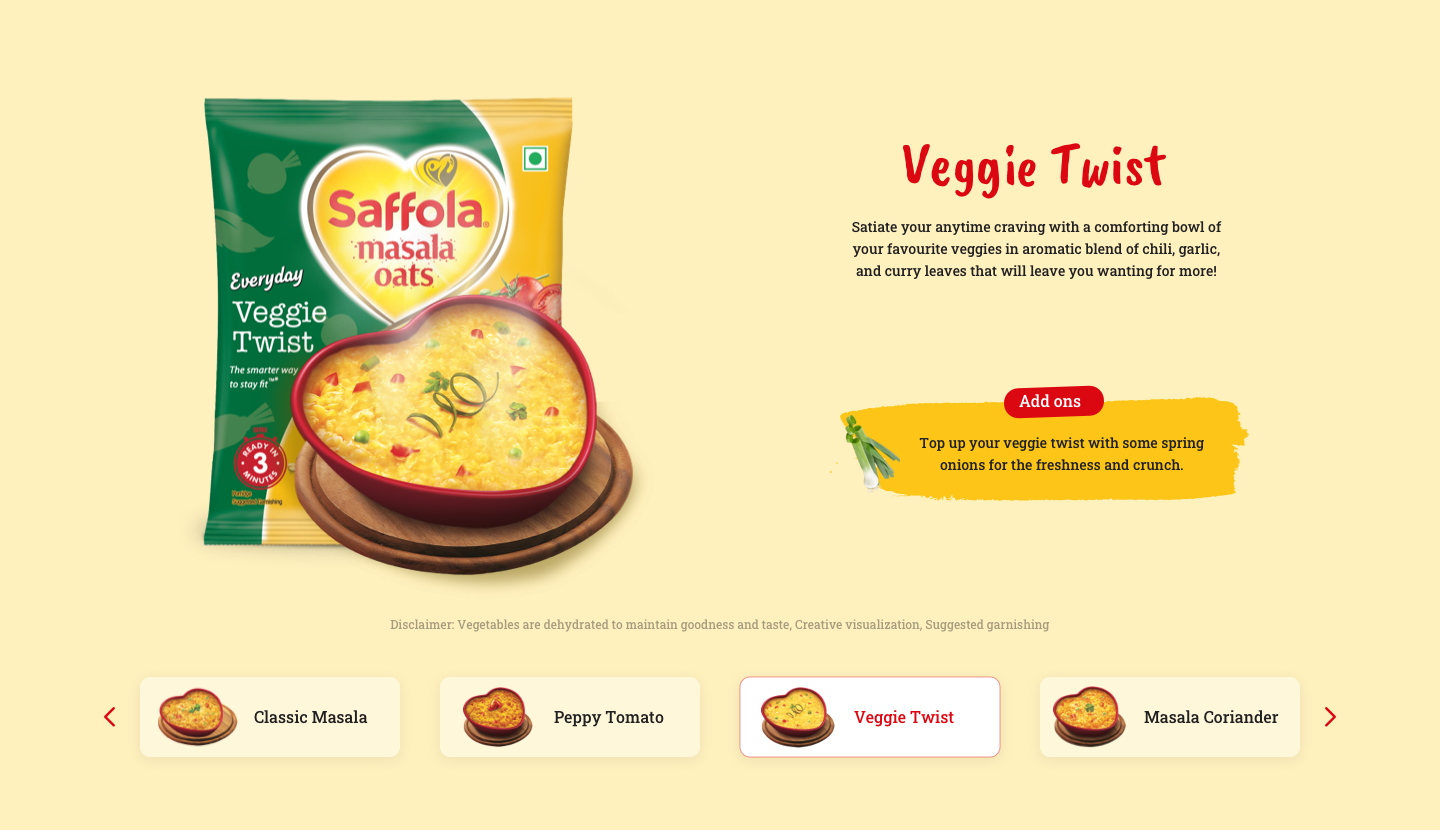 Saffola®
masala
oats
Everyday
Veggie
Twist
The smarter way
to stay fit
READY IN
3
MINUTES
Suggested Garnishing
Veggie Twist
Satiate your anytime craving with a comforting bowl of
your favourite veggies in aromatic blend of chili, garlic,
and curry leaves that will leave you wanting for more!
Add ons
Top up your veggie twist with some spring
onions for the freshness and crunch.
Disclaimer: Vegetables are dehydrated to maintain goodness and taste, Creative visualization, Suggested garnishing
Classic Masala
Peppy Tomato
Veggie Twist
Masala Coriander